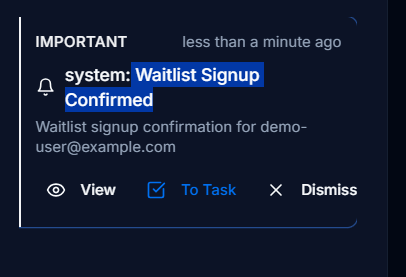 IMPORTANT less than a minute ago
system: Waitlist Signup
Confirmed
Waitlist signup confirmation for demo-
user@example.com
View To Task Dismiss